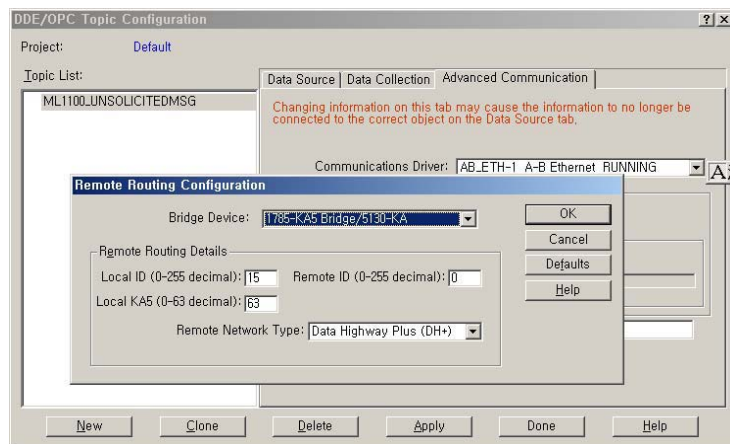 DDE/OPC Topic Configuration
Project: Default
Topic List:
ML1100_UNSOLICITEDMSG
Data Source
Data Collection
Advanced Communication
Changing information on this tab may cause the information to no longer be
connected to the correct object on the Data Source tab.
Communications Driver: AB_ETH-1 A-B Ethernet RUNNING
A
Remote Routing Configuration
Bridge Device: 1785-KA5 Bridge/5130-KA
OK
Cancel
Defaults
Help
Remote Routing Details
Local ID (0-255 decimal): 15 Remote ID (0-255 decimal): 0
Local KA5 (0-63 decimal): 63
Remote Network Type: Data Highway Plus (DH+)
New
Clone
Delete
Apply
Done
Help